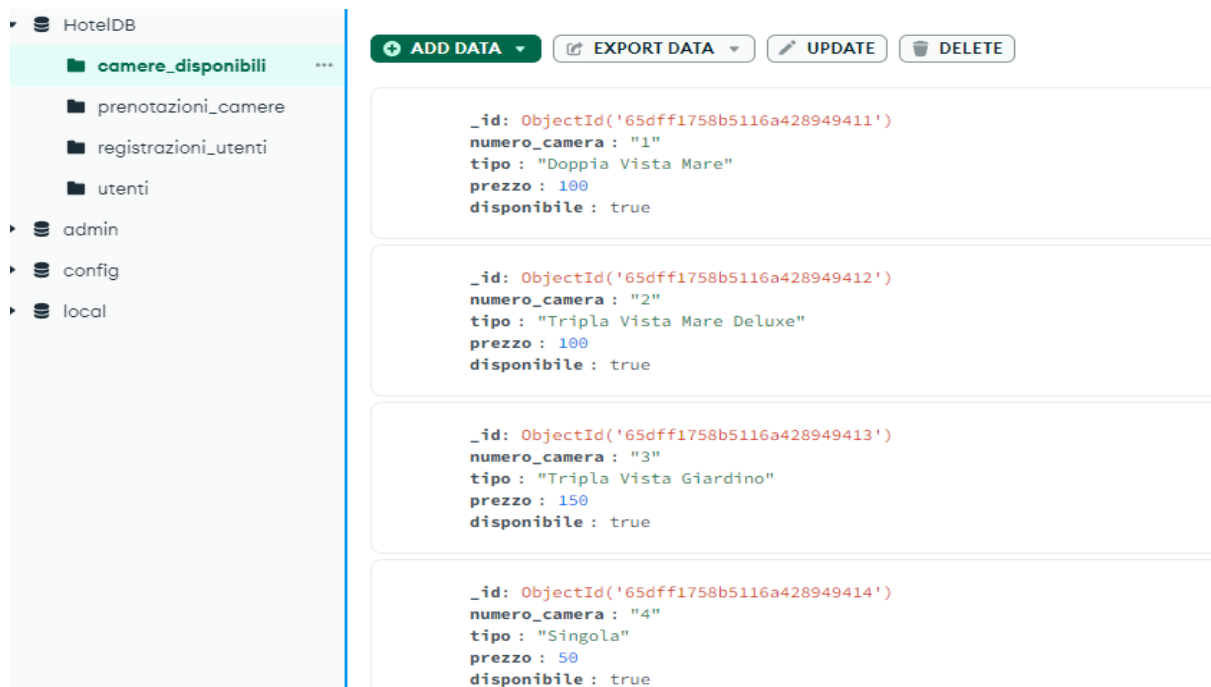 HotelDB
camere_disponibili
prenotazioni_camere
registrazioni_utenti
utenti
admin
config
local
ADD DATA
EXPORT DATA
UPDATE
DELETE
_id: ObjectId('65dff1758b5116a428949411')
numero_camera : "1"
tipo : "Doppia Vista Mare"
prezzo : 100
disponibile : true
_id: ObjectId('65dff1758b5116a428949412')
numero_camera : "2"
tipo : "Tripla Vista Mare Deluxe"
prezzo : 100
disponibile : true
_id: ObjectId('65dff1758b5116a428949413')
numero_camera : "3"
tipo : "Tripla Vista Giardino"
prezzo : 150
disponibile : true
_id: ObjectId('65dff1758b5116a428949414')
numero_camera : "4"
tipo : "Singola"
prezzo : 50
disponibile : true